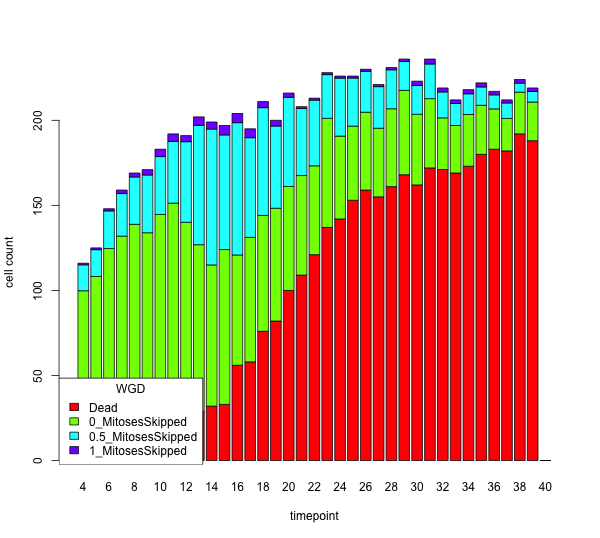 200
150
100
50
0
cell count
WGD
Dead
0_MitosesSkipped
0.5_MitosesSkipped
1_MitosesSkipped
4 6 8 10 12 14 16 18 20 22 24 26 28 30 32 34 36 38 40
timepoint